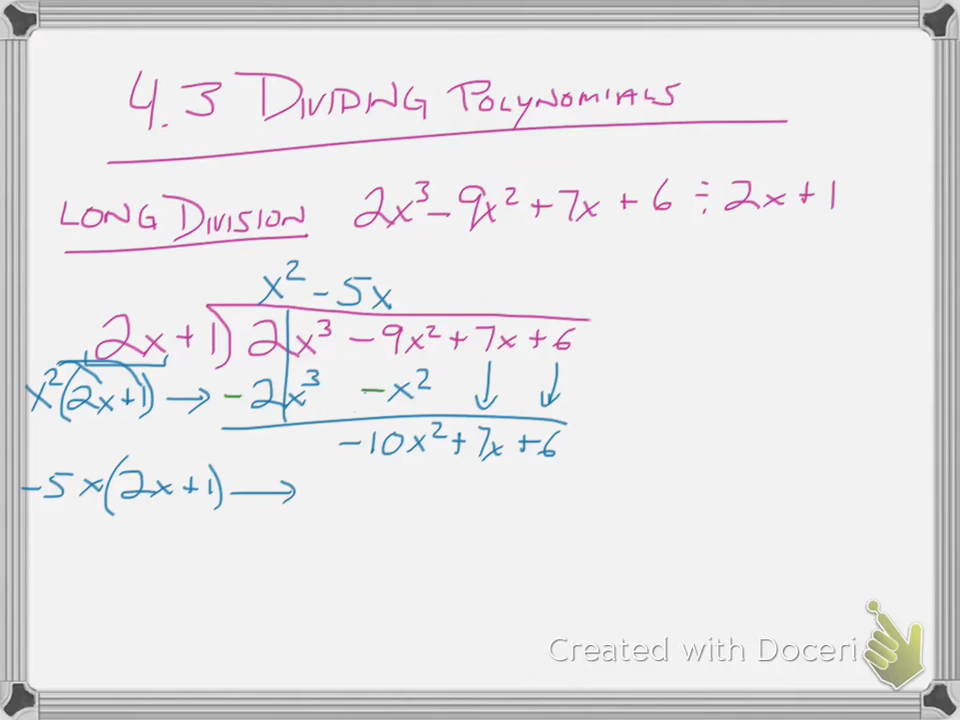 4.3 DIVIDING POLYNOMIALS
LONG DIVISION 2x³ - 9x² + 7x + 6 ÷ 2x + 1
x² - 5x
2x + 1) 2x³ - 9x² + 7x + 6
x²(2x+1) → - 2x³ - x² ↓ ↓
-10x² + 7x + 6
-5x(2x+1) →
Created with Doceri